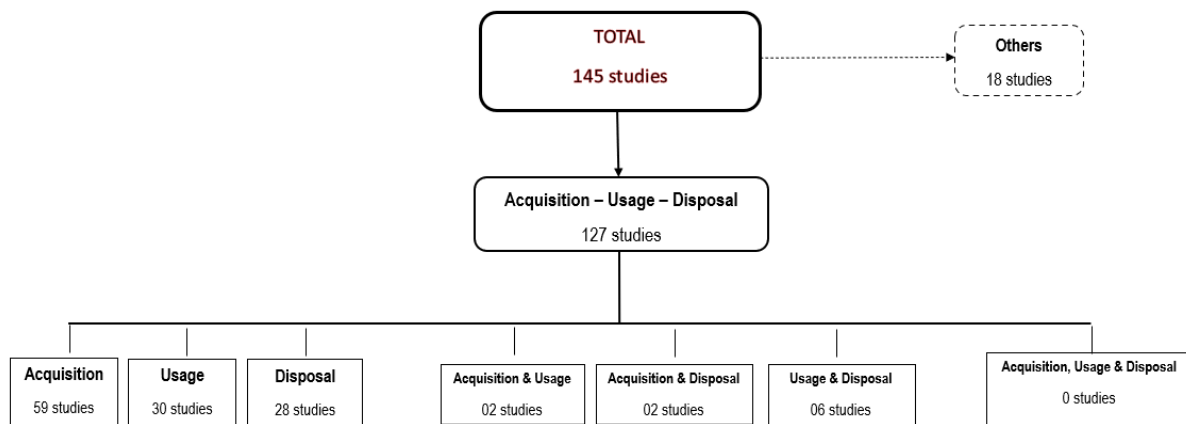 TOTAL
145 studies
Others
18 studies
Acquisition – Usage – Disposal
127 studies
Acquisition
59 studies
Usage
30 studies
Disposal
28 studies
Acquisition & Usage
02 studies
Acquisition & Disposal
02 studies
Usage & Disposal
06 studies
Acquisition, Usage & Disposal
0 studies